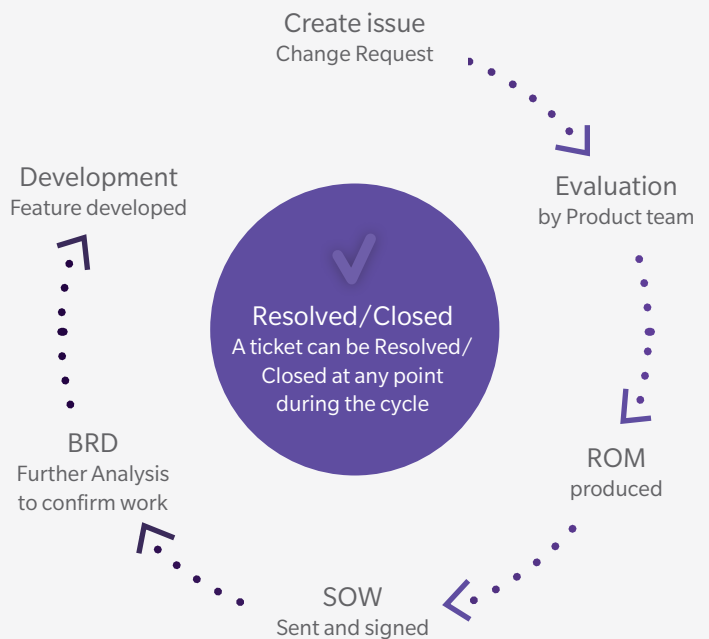 Create issue
Change Request
Evaluation
by Product team
ROM
produced
SOW
Sent and signed
BRD
Further Analysis
to confirm work
Development
Feature developed
Resolved/Closed
A ticket can be Resolved/
Closed at any point
during the cycle